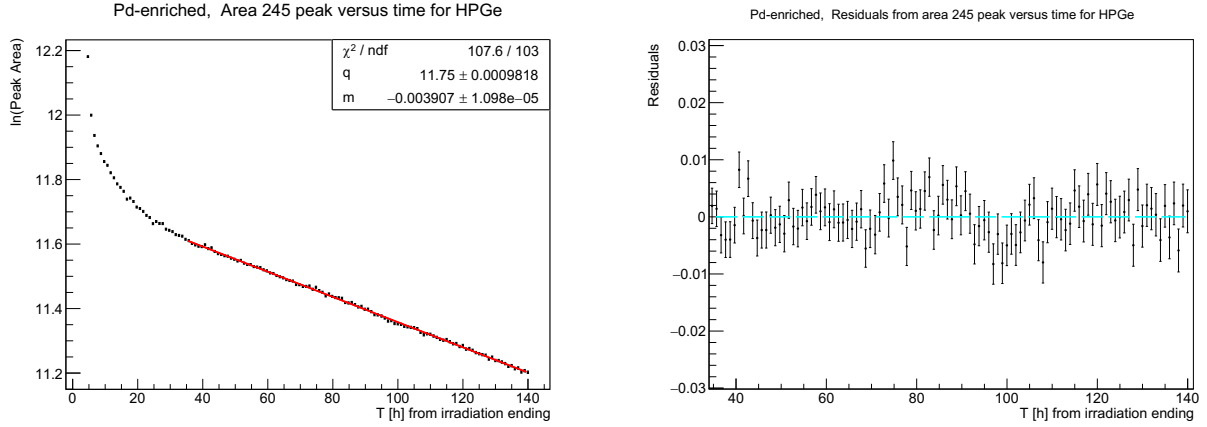 Pd-enriched, Area 245 peak versus time for HPGe
χ² / ndf 107.6 / 103
q 11.75 ± 0.0009818
m −0.003907 ± 1.098e−05
ln(Peak Area)
12.2
12
11.8
11.6
11.4
11.2
0 20 40 60 80 100 120 140
T [h] from irradiation ending
Pd-enriched, Residuals from area 245 peak versus time for HPGe
Residuals
0.03
0.02
0.01
0
−0.01
−0.02
−0.03
40 60 80 100 120 140
T [h] from irradiation ending